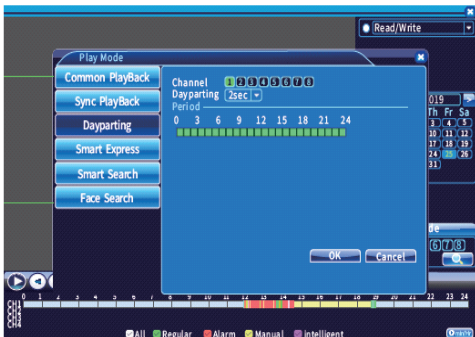 Read/Write
Play Mode
Common PlayBack
Sync PlayBack
Dayparting
Smart Express
Smart Search
Face Search
Channel 1 2 3 4 5 6 7 8
Dayparting 2sec
Period
0 3 6 9 12 15 18 21 24
OK Cancel
019
Th Fr Sa
3 4 5
10 11 12
17 18 19
24 25 26
31
de
6 7 8
0 1 2 3 4 5 6 7 8 9 10 11 12 13 14 15 16 17 18 19 20 21 22 23 24
CH1
CH2
CH3
CH4
All Regular Alarm Manual intelligent